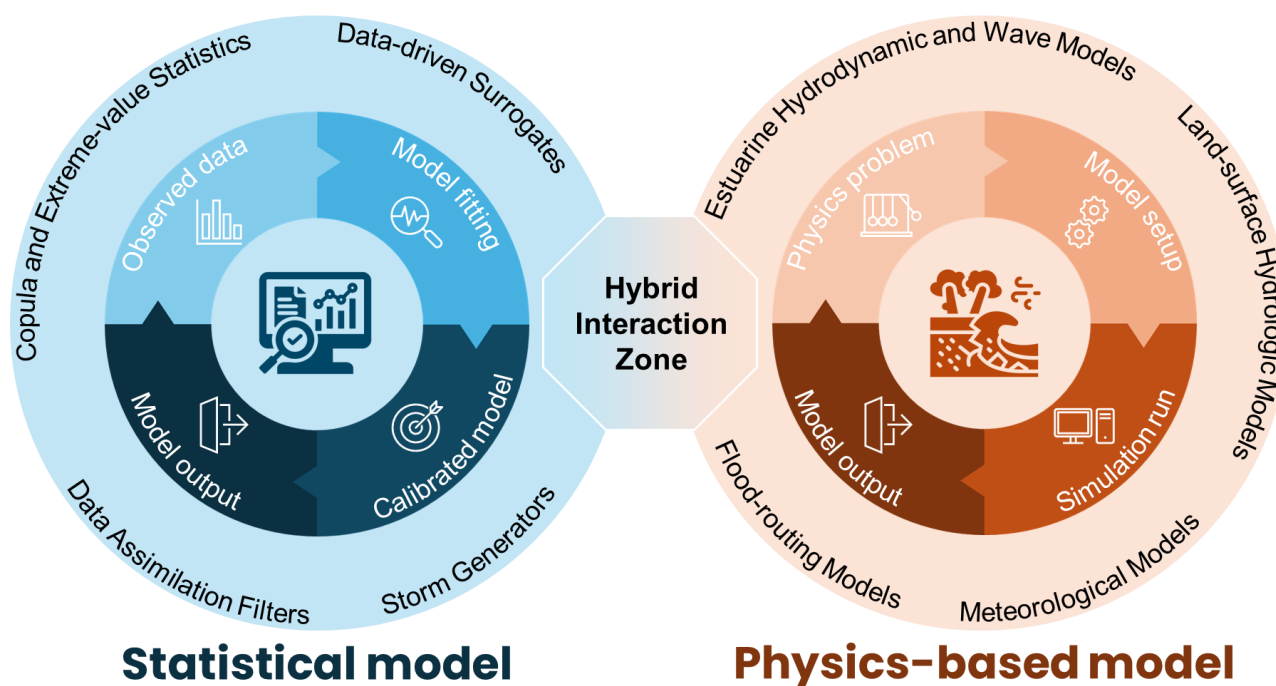 Copula and Extreme-value Statistics
Data-driven Surrogates
Observed data
Model fitting
Model output
Calibrated model
Data Assimilation Filters
Storm Generators
Statistical model
Hybrid
Interaction
Zone
Estuarine Hydrodynamic and Wave Models
Land-surface Hydrologic Models
Physics problem
Model setup
Model output
Simulation run
Flood-routing Models
Meteorological Models
Physics-based model